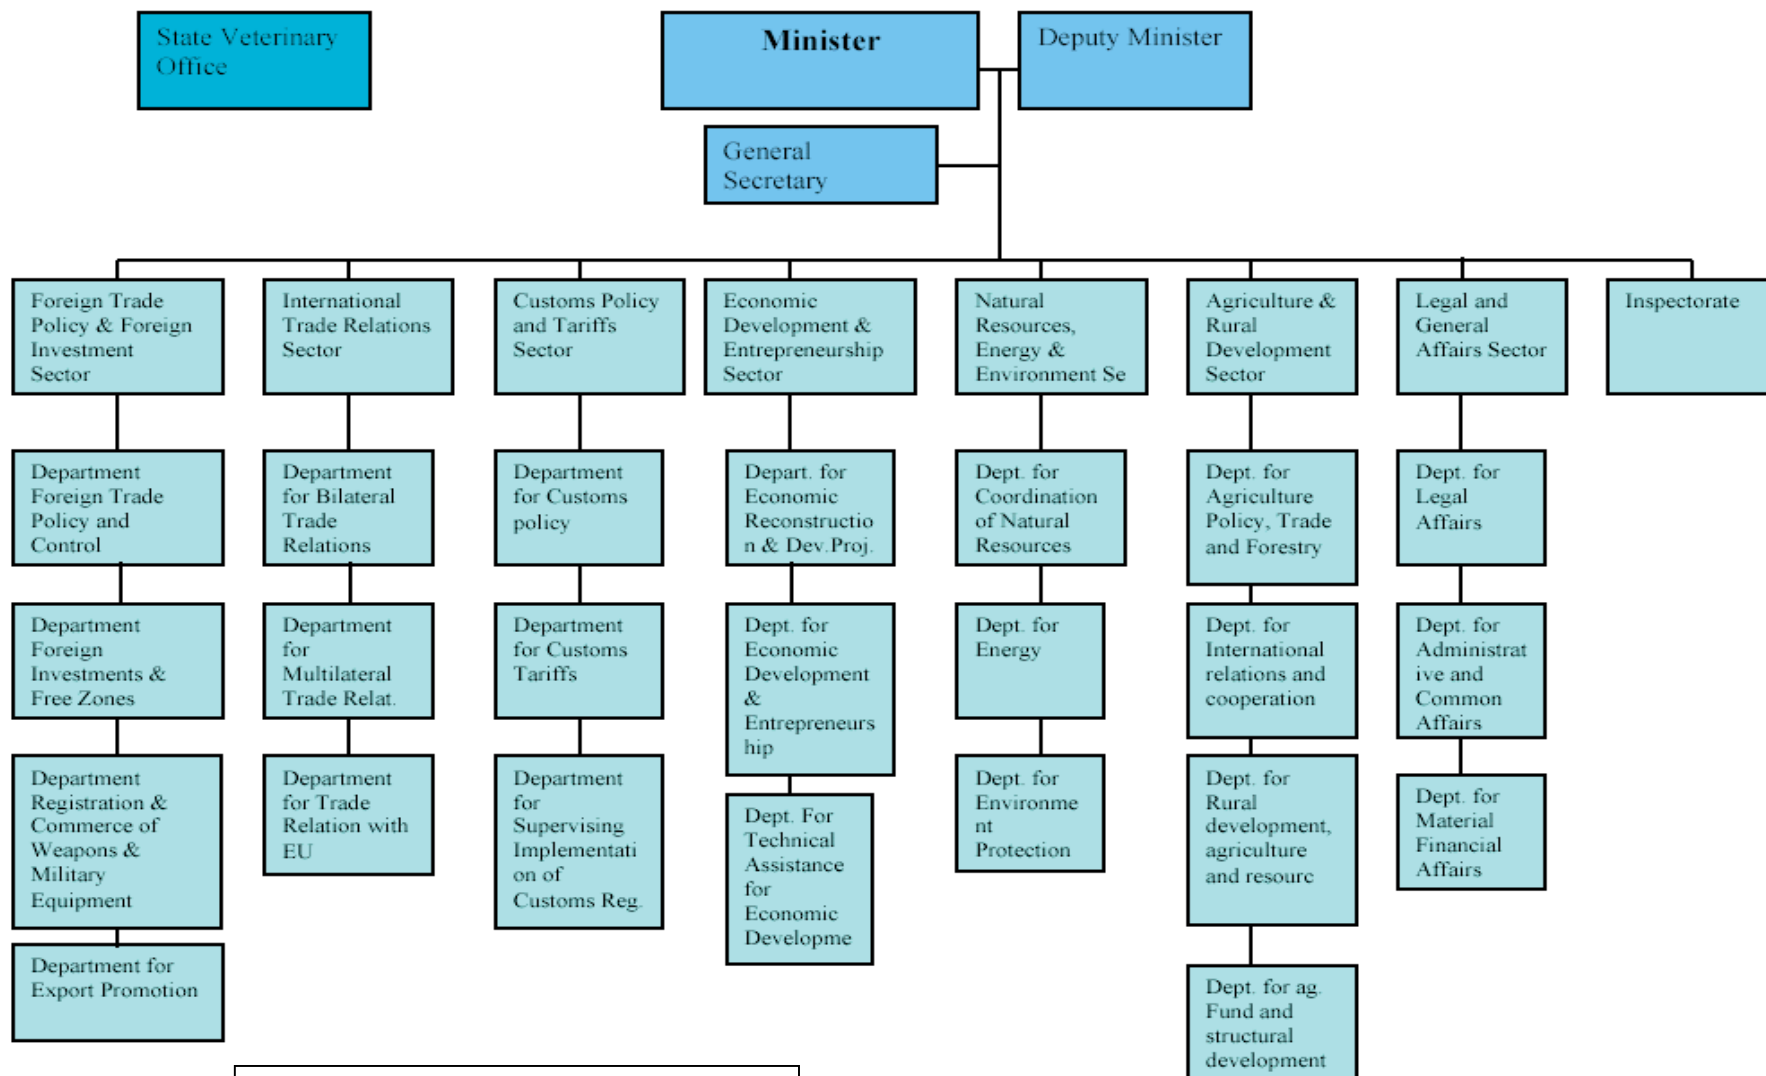 State Veterinary
Office
Minister
Deputy Minister
General
Secretary
Foreign Trade
Policy & Foreign
Investment
Sector
International
Trade Relations
Sector
Customs Policy
and Tariffs
Sector
Economic
Development &
Entrepreneurship
Sector
Natural
Resources,
Energy &
Environment Se
Agriculture &
Rural
Development
Sector
Legal and
General
Affairs Sector
Inspectorate
Department
Foreign Trade
Policy and
Control
Department
for Bilateral
Trade
Relations
Department
for Customs
policy
Depart. for
Economic
Reconstructio
n & Dev.Proj.
Dept. for
Coordination
of Natural
Resources
Dept. for
Agriculture
Policy, Trade
and Forestry
Dept. for
Legal
Affairs
Department
Foreign
Investments &
Free Zones
Department
for
Multilateral
Trade Relat.
Department
for Customs
Tariffs
Dept. for
Economic
Development
&
Entrepreneurs
hip
Dept. for
Energy
Dept. for
International
relations and
cooperation
Dept. for
Administrat
ive and
Common
Affairs
Department
Registration &
Commerce of
Weapons &
Military
Equipment
Department
for Trade
Relation with
EU
Department
for
Supervising
Implementati
on of
Customs Reg.
Dept. For
Technical
Assistance
for
Economic
Developme
Dept. for
Environme
nt
Protection
Dept. for
Rural
development,
agriculture
and resourc
Dept. for
Material
Financial
Affairs
Department for
Export Promotion
Dept. for ag.
Fund and
structural
development